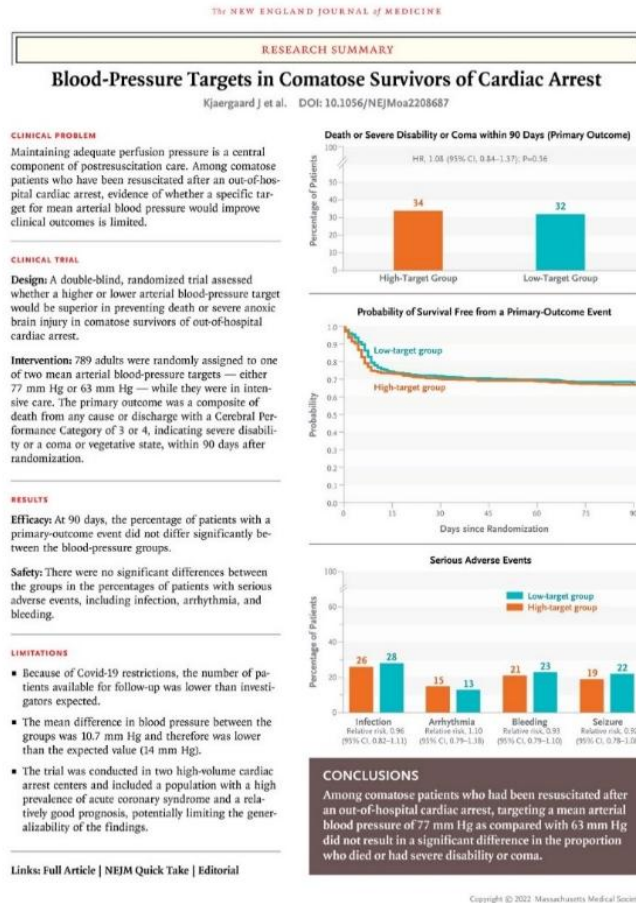 The NEW ENGLAND JOURNAL of MEDICINE
RESEARCH SUMMARY
Blood-Pressure Targets in Comatose Survivors of Cardiac Arrest
Kjaergaard J et al. DOI: 10.1056/NEJMoa2208687
CLINICAL PROBLEM
Maintaining adequate perfusion pressure is a central
component of postresuscitation care. Among comatose
patients who have been resuscitated after an out-of-hos-
pital cardiac arrest, evidence of whether a specific tar-
get for mean arterial blood pressure would improve
clinical outcomes is limited.
CLINICAL TRIAL
Design: A double-blind, randomized trial assessed
whether a higher or lower arterial blood-pressure target
would be superior in preventing death or severe anoxic
brain injury in comatose survivors of out-of-hospital
cardiac arrest.
Intervention: 789 adults were randomly assigned to one
of two mean arterial blood-pressure targets — either
77 mm Hg or 63 mm Hg — while they were in inten-
sive care. The primary outcome was a composite of
death from any cause or discharge with a Cerebral Per-
formance Category of 3 or 4, indicating severe disabili-
ty or a coma or vegetative state, within 90 days after
randomization.
RESULTS
Efficacy: At 90 days, the percentage of patients with a
primary-outcome event did not differ significantly be-
tween the blood-pressure groups.
Safety: There were no significant differences between
the groups in the percentages of patients with serious
adverse events, including infection, arrhythmia, and
bleeding.
LIMITATIONS
▪ Because of Covid-19 restrictions, the number of pa-
tients available for follow-up was lower than investi-
gators expected.
▪ The mean difference in blood pressure between the
groups was 10.7 mm Hg and therefore was lower
than the expected value (14 mm Hg).
▪ The trial was conducted in two high-volume cardiac
arrest centers and included a population with a high
prevalence of acute coronary syndrome and a rela-
tively good prognosis, potentially limiting the gener-
alizability of the findings.
Links: Full Article | NEJM Quick Take | Editorial
Death or Severe Disability or Coma within 90 Days (Primary Outcome)
HR, 1.08 (95% CI, 0.84–1.37); P=0.56
Percentage of Patients
100
50
40
30
20
10
0
34
32
High-Target Group
Low-Target Group
Probability of Survival Free from a Primary-Outcome Event
Probability
1.0
0.9
0.8
0.7
0.6
0.5
0.4
0.3
0.2
0.1
0.0
Low-target group
High-target group
0 15 30 45 60 75 90
Days since Randomization
Serious Adverse Events
Percentage of Patients
100
40
20
0
Low-target group
High-target group
26 28
15 13
21 23
19 22
Infection
Relative risk, 0.96
(95% CI, 0.82–1.11)
Arrhythmia
Relative risk, 1.10
(95% CI, 0.79–1.38)
Bleeding
Relative risk, 0.93
(95% CI, 0.79–1.10)
Seizure
Relative risk,
(95% CI, 0.78–
CONCLUSIONS
Among comatose patients who had been resuscitated after
an out-of-hospital cardiac arrest, targeting a mean arterial
blood pressure of 77 mm Hg as compared with 63 mm Hg
did not result in a significant difference in the proportion
who died or had severe disability or coma.
Copyright © 2022 Massachusetts Medical